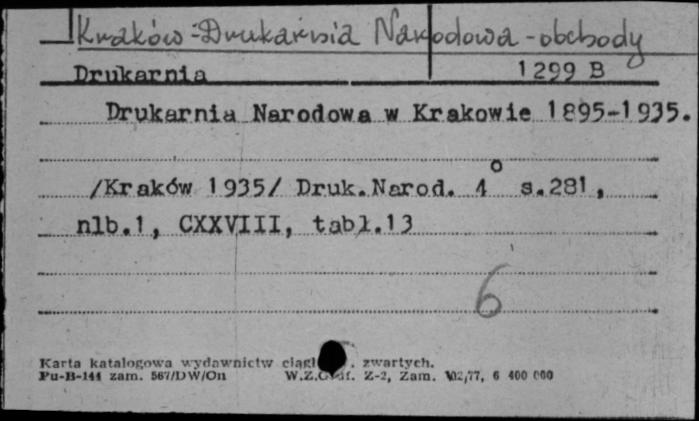 Kraków-Drukarnia Narodowa-obchody
Drukarnia 1299 B
Drukarnia Narodowa w Krakowie 1895-1935.
/Kraków 1935/ Druk.Narod. 4° s.281,
nlb.1, CXXVIII, tabl.13
6
Karta katalogowa wydawnictw zwartych.
Pu-B-144 zam. 567/DW/On Z-2, Zam. 6 400 000